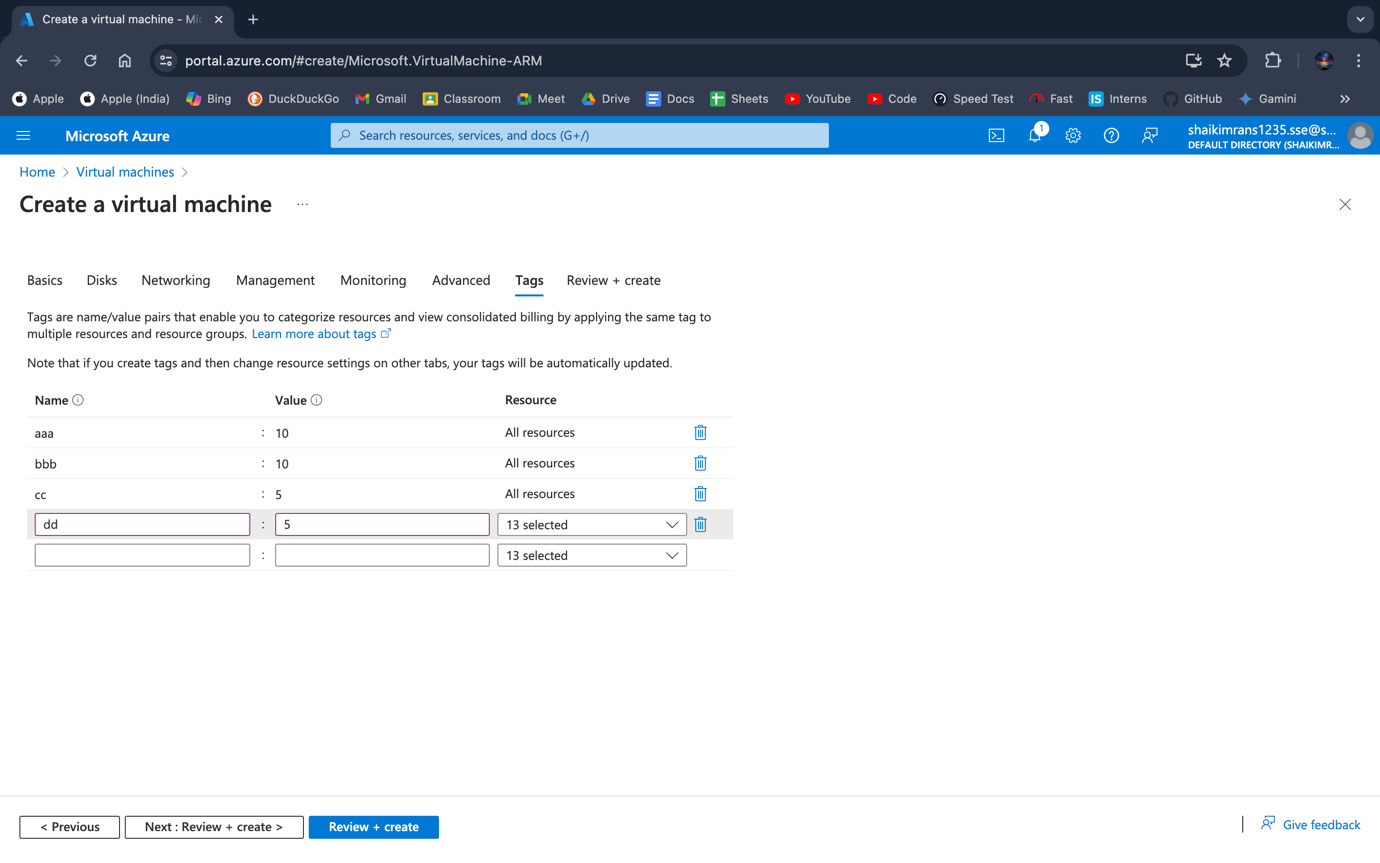 Create a virtual machine - Mic
portal.azure.com/#create/Microsoft.VirtualMachine-ARM
Apple Apple (India) Bing DuckDuckGo Gmail Classroom Meet Drive Docs Sheets YouTube Code Speed Test Fast IS Interns GitHub Gamini
Microsoft Azure
Search resources, services, and docs (G+/)
1
shaikimrans1235.sse@s...
DEFAULT DIRECTORY (SHAIKIMR...
Home > Virtual machines >
Create a virtual machine ...
Basics Disks Networking Management Monitoring Advanced Tags Review + create
Tags are name/value pairs that enable you to categorize resources and view consolidated billing by applying the same tag to
multiple resources and resource groups. Learn more about tags
Note that if you create tags and then change resource settings on other tabs, your tags will be automatically updated.
Name Value Resource
aaa : 10 All resources
bbb : 10 All resources
cc : 5 All resources
dd : 5 13 selected
: 13 selected
< Previous Next : Review + create > Review + create Give feedback